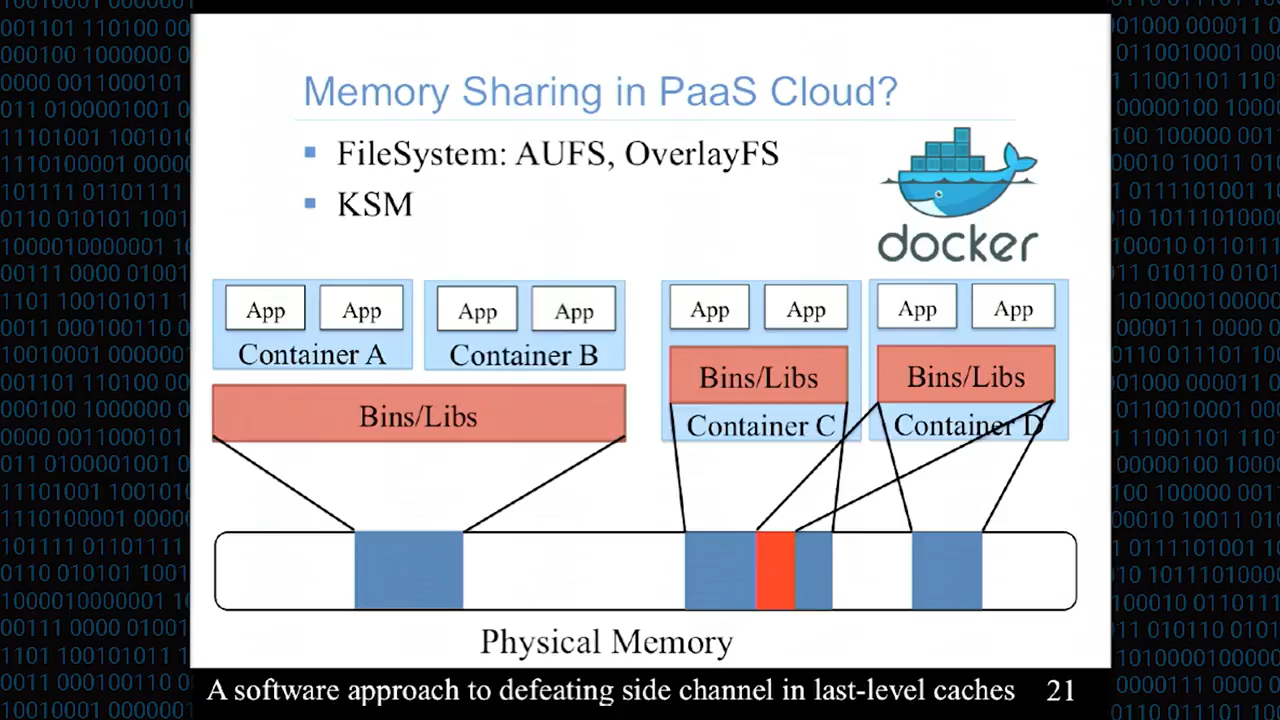 Memory Sharing in PaaS Cloud?
FileSystem: AUFS, OverlayFS
KSM
docker
App App
Container A
App App
Container B
Bins/Libs
App App
Bins/Libs
Container C
App App
Bins/Libs
Container D
Physical Memory
A software approach to defeating side channel in last-level caches 21